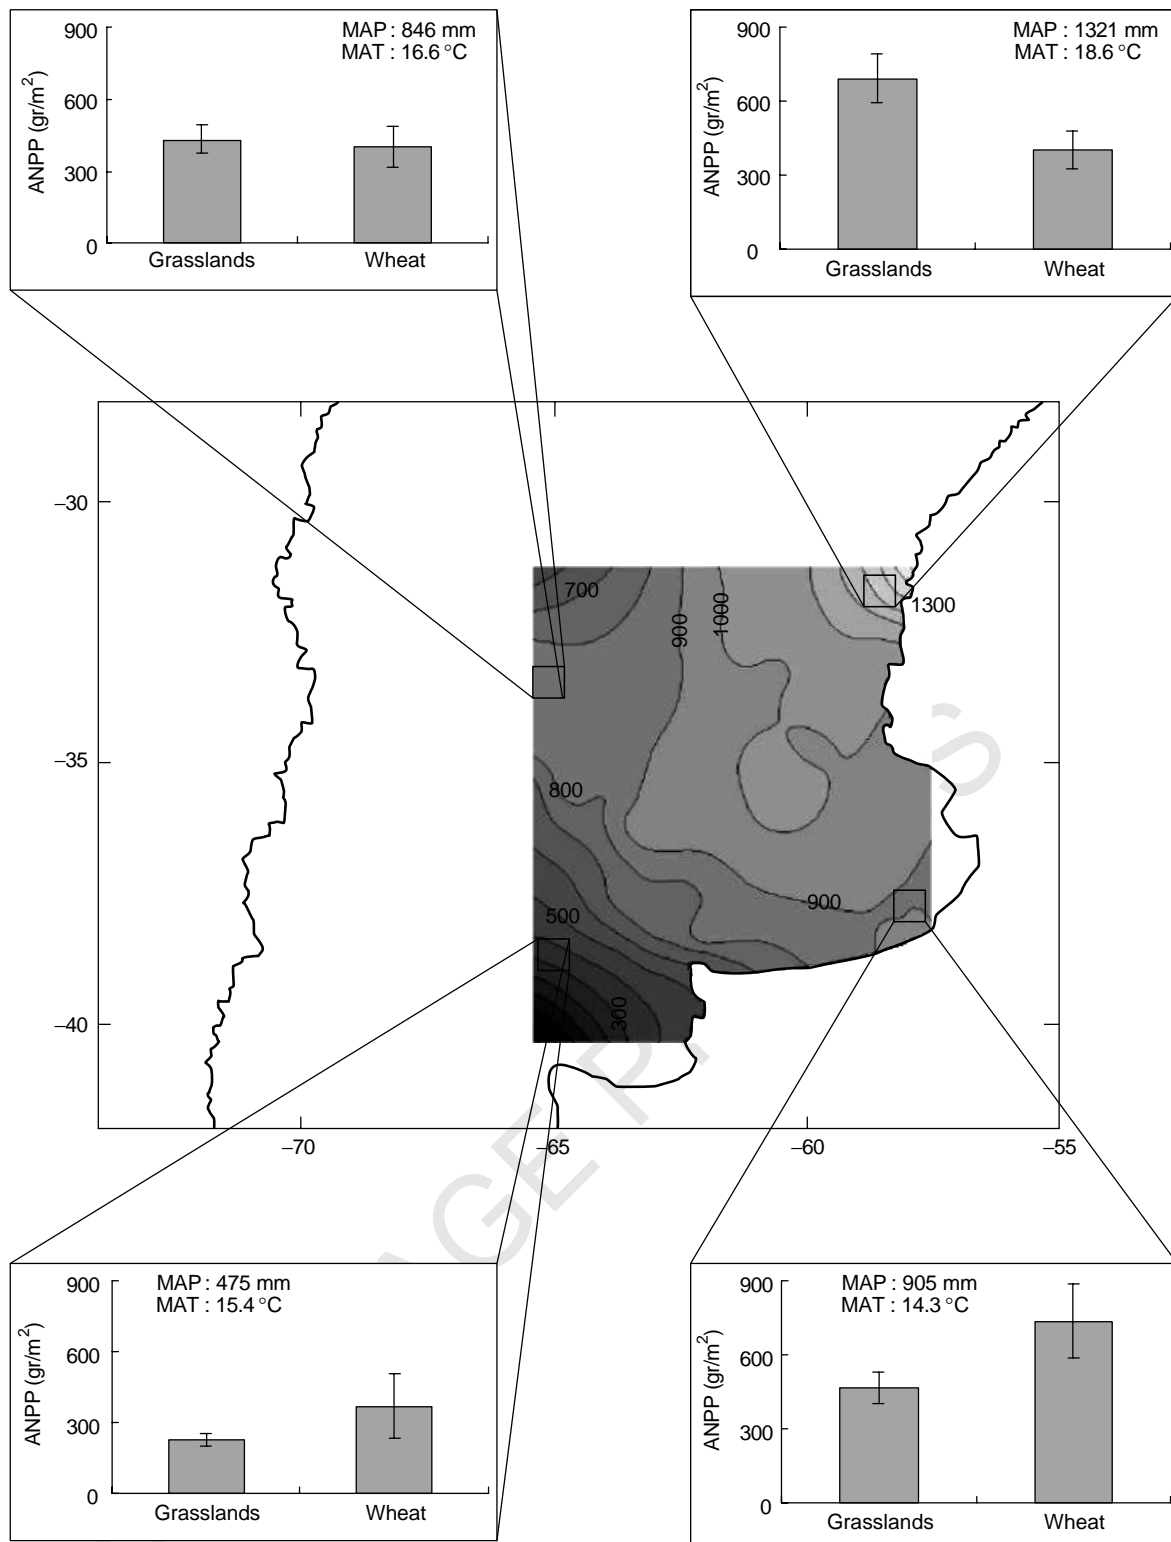 MAP : 846 mm
MAT : 16.6 °C
900
600
300
0
ANPP (gr/m²)
Grasslands
Wheat
MAP : 1321 mm
MAT : 18.6 °C
900
600
300
0
ANPP (gr/m²)
Grasslands
Wheat
–30
–35
–40
–70
–65
–60
–55
700
900
1000
1300
800
900
500
300
MAP : 475 mm
MAT : 15.4 °C
900
600
300
0
ANPP (gr/m²)
Grasslands
Wheat
MAP : 905 mm
MAT : 14.3 °C
900
600
300
0
ANPP (gr/m²)
Grasslands
Wheat
AGE P
S